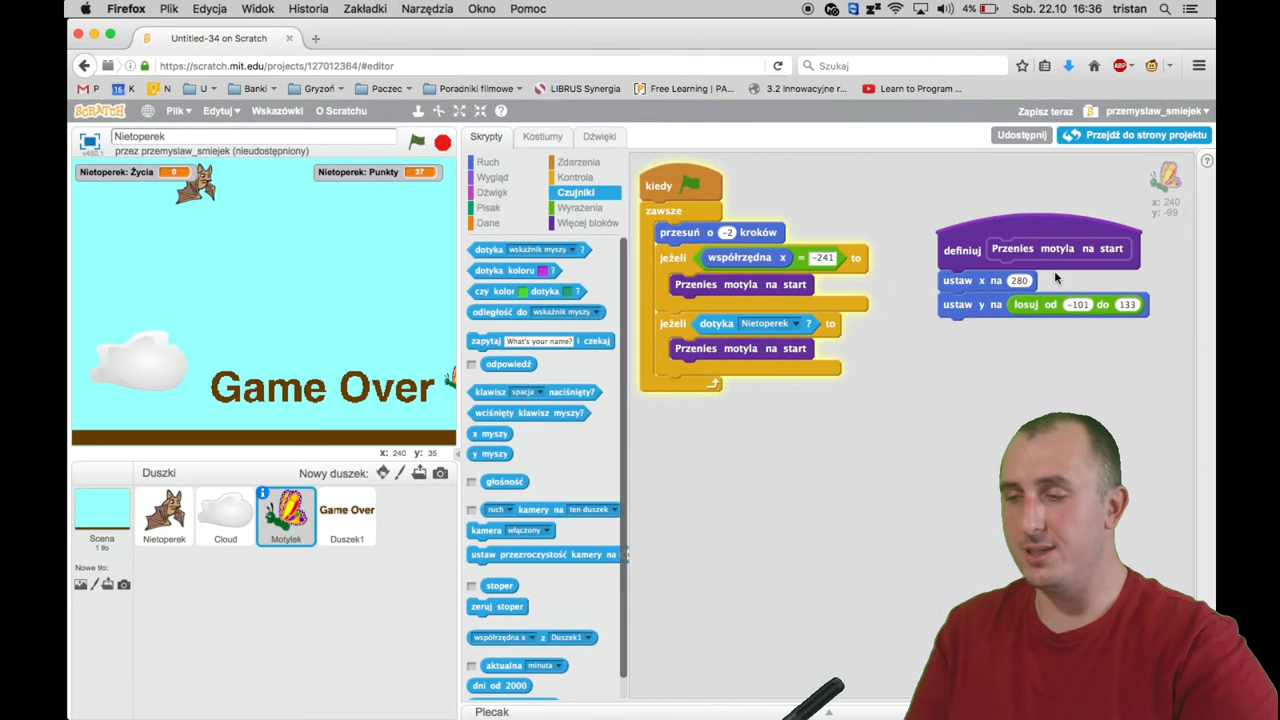 Firefox Plik Edycja Widok Historia Zakładki Narzędzia Okno Pomoc 4% Sob. 22.10 16:36 tristan
Untitled-34 on Scratch
https://scratch.mit.edu/projects/127012364/#editor
Szukaj
M P 16 K N U Banki Gryzoń Paczec Poradniki filmowe LIBRUS Synergia Free Learning | PA... 3.2 Innowacyjne r... Learn to Program ...
SCRATCH Plik Edytuj Wskazówki O Scratchu Zapisz teraz przemyslaw_smiejek
v450.1
Nietoperek
przez przemyslaw_smiejek (nieudostępniony)
Skrypty Kostiumy Dźwięki
Udostępnij Przejdź do strony projektu
Nietoperek: Życia 0
Nietoperek: Punkty 37
Game Over
x: 240 y: 35
Duszki Nowy duszek:
Scena
1 tło
Nowe tło:
Nietoperek
Cloud
Motylek
Game Over
Duszek1
Ruch Zdarzenia
Wygląd Kontrola
Dźwięk Czujniki
Pisak Wyrażenia
Dane Więcej bloków
dotyka wskaźnik myszy ?
dotyka koloru ?
czy kolor dotyka ?
odległość do wskaźnik myszy
zapytaj What's your name? i czekaj
odpowiedź
klawisz spacja naciśnięty?
wciśnięty klawisz myszy?
x myszy
y myszy
głośność
ruch kamery na ten duszek
kamera włączony
ustaw przezroczystość kamery na
stoper
zeruj stoper
współrzędna x z Duszek1
aktualna minuta
dni od 2000
kiedy
zawsze
przesuń o -2 kroków
jeżeli współrzędna x = -241 to
Przenies motyla na start
jeżeli dotyka Nietoperek ? to
Przenies motyla na start
definiuj Przenies motyla na start
ustaw x na 280
ustaw y na losuj od -101 do 133
x: 240
y: -99
Plecak